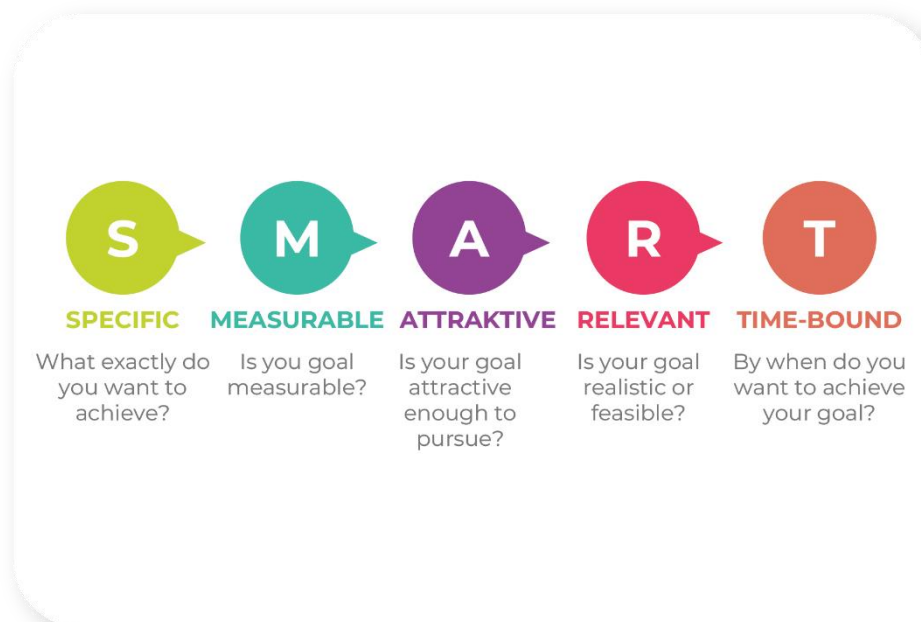 S
M
A
R
T
SPECIFIC
What exactly do
you want to
achieve?
MEASURABLE
Is you goal
measurable?
ATTRAKTIVE
Is your goal
attractive
enough to
pursue?
RELEVANT
Is your goal
realistic or
feasible?
TIME-BOUND
By when do you
want to achieve
your goal?